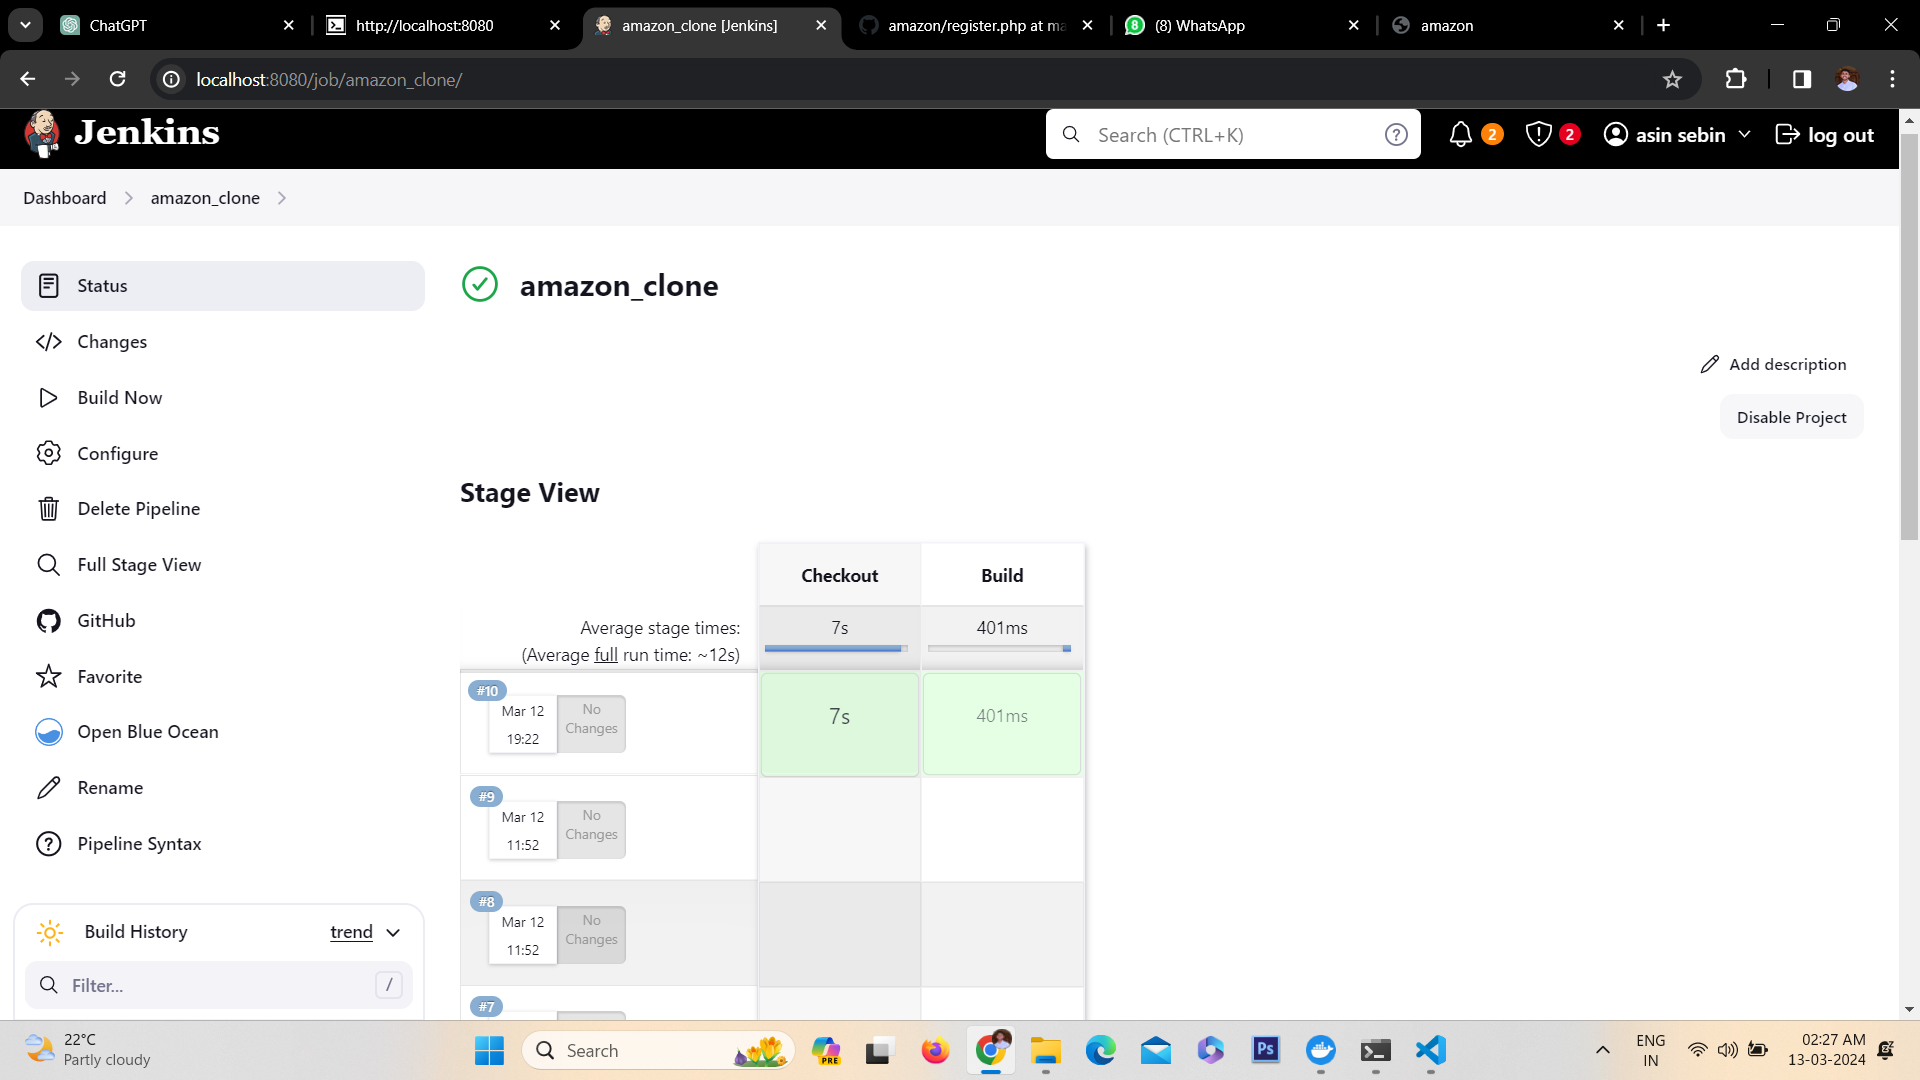 ChatGPT
http://localhost:8080
amazon_clone [Jenkins]
amazon/register.php at ma
8 (8) WhatsApp
amazon
localhost:8080/job/amazon_clone/
Jenkins
Search (CTRL+K)
?
2
2
asin sebin
log out
Dashboard
amazon_clone
Status
Changes
Build Now
Configure
Delete Pipeline
Full Stage View
GitHub
Favorite
Open Blue Ocean
Rename
Pipeline Syntax
Build History
trend
Filter...
/
amazon_clone
Add description
Disable Project
Stage View
Checkout
Build
Average stage times:
7s
401ms
(Average full run time: ~12s)
#10
Mar 12
19:22
No
Changes
7s
401ms
#9
Mar 12
11:52
No
Changes
#8
Mar 12
11:52
No
Changes
#7
22°C
Partly cloudy
Search
PRE
Ps
ENG
IN
02:27 AM
13-03-2024